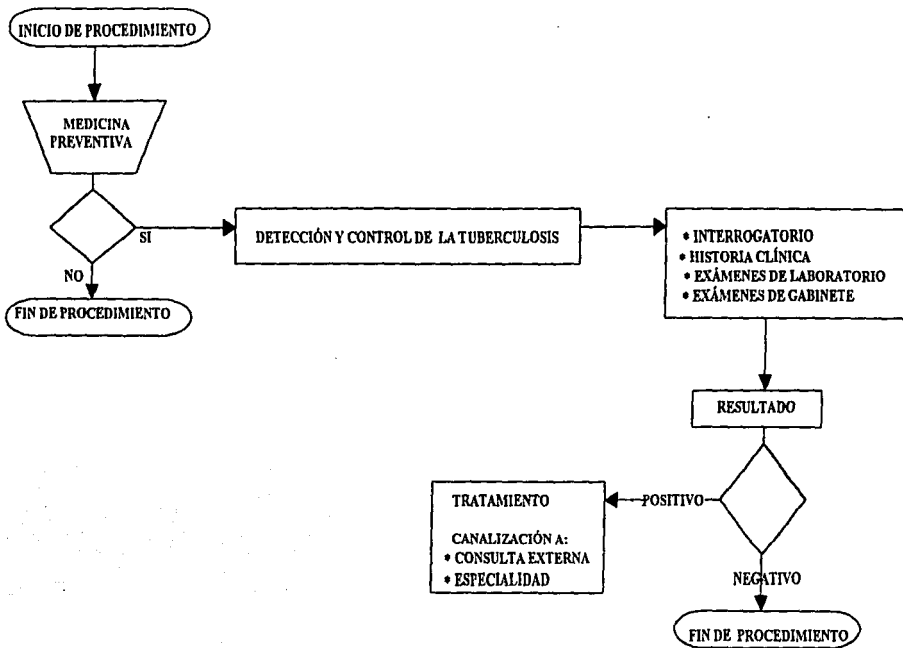 INICIO DE PROCEDIMIENTO
MEDICINA
PREVENTIVA
SI
NO
FIN DE PROCEDIMIENTO
DETECCIÓN Y CONTROL DE LA TUBERCULOSIS
* INTERROGATORIO
* HISTORIA CLÍNICA
* EXÁMENES DE LABORATORIO
* EXÁMENES DE GABINETE
RESULTADO
POSITIVO
TRATAMIENTO
CANALIZACIÓN A:
* CONSULTA EXTERNA
* ESPECIALIDAD
NEGATIVO
FIN DE PROCEDIMIENTO